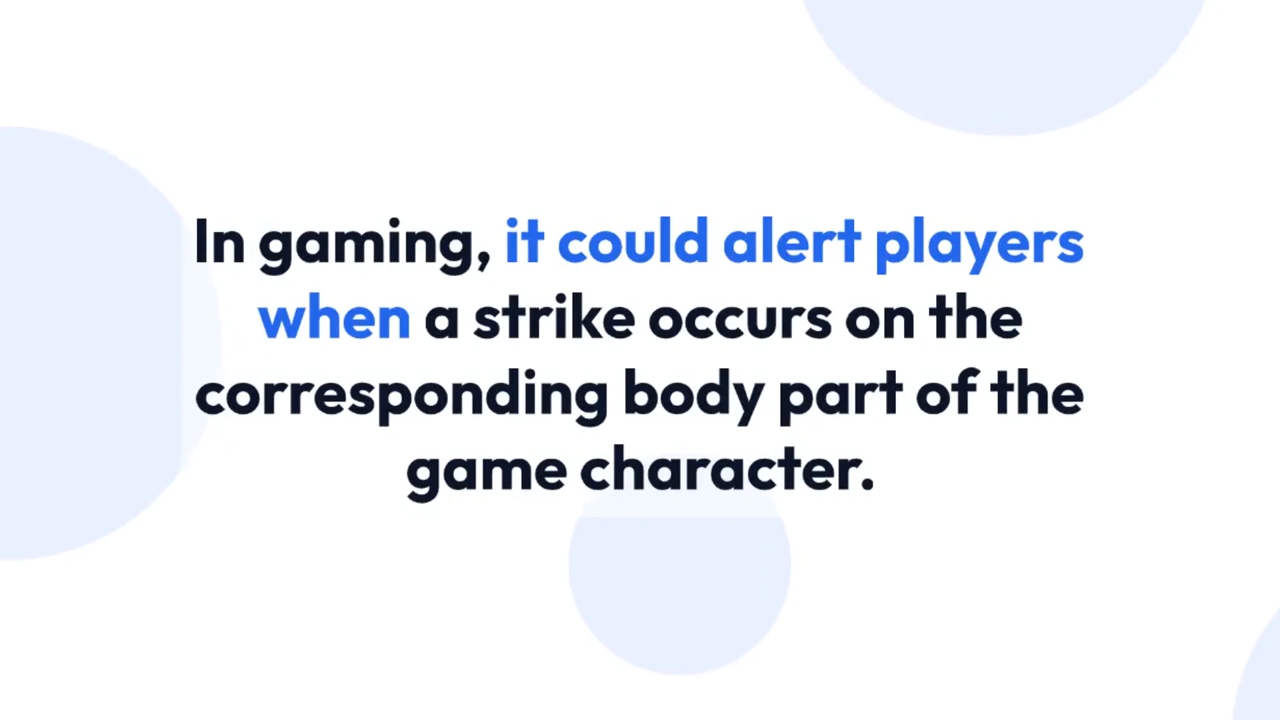 In gaming, it could alert players
when a strike occurs on the
corresponding body part of the
game character.